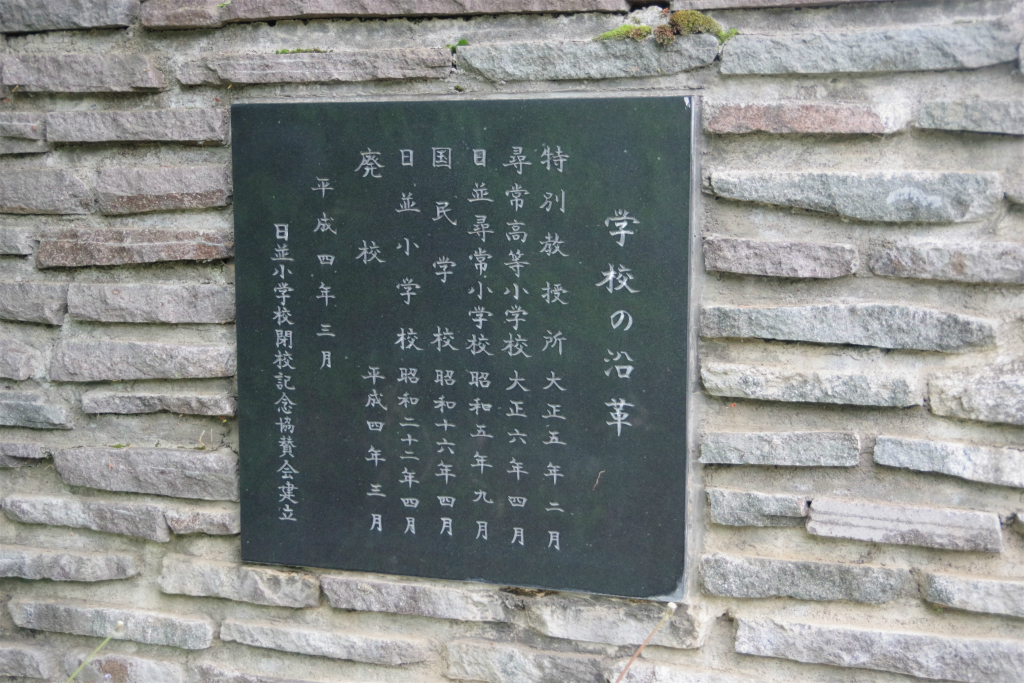 学校の沿革
特別教授所 大正五年二月
尋常高等小学校 大正六年四月
日並尋常小学校 昭和五年九月
国民学校 昭和十六年四月
日並小学校 昭和二十二年四月
廃校 平成四年三月
平成四年三月
日並小学校閉校記念協賛会建立